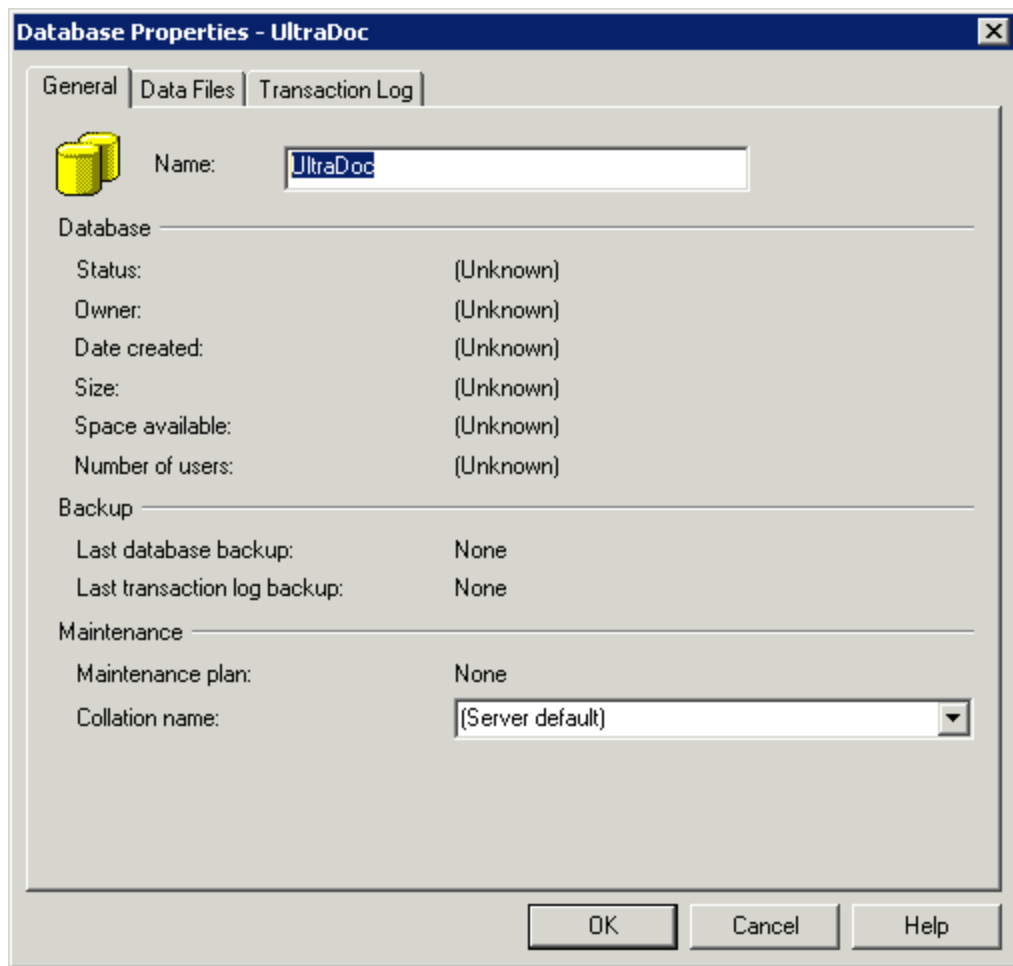 Database Properties - UltraDoc
General Data Files Transaction Log
Name: UltraDoc
Database
Status: (Unknown)
Owner: (Unknown)
Date created: (Unknown)
Size: (Unknown)
Space available: (Unknown)
Number of users: (Unknown)
Backup
Last database backup: None
Last transaction log backup: None
Maintenance
Maintenance plan: None
Collation name: (Server default)
OK Cancel Help